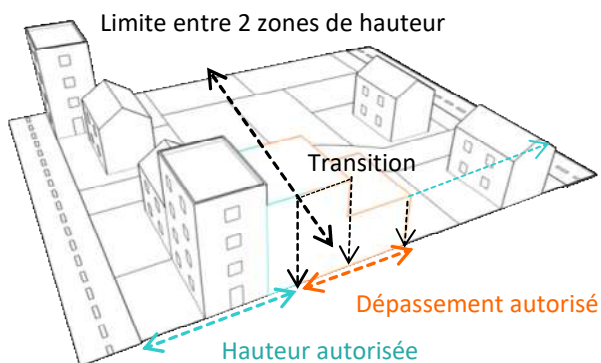 Limite entre 2 zones de hauteur
Transition
Dépassement autorisé
Hauteur autorisée